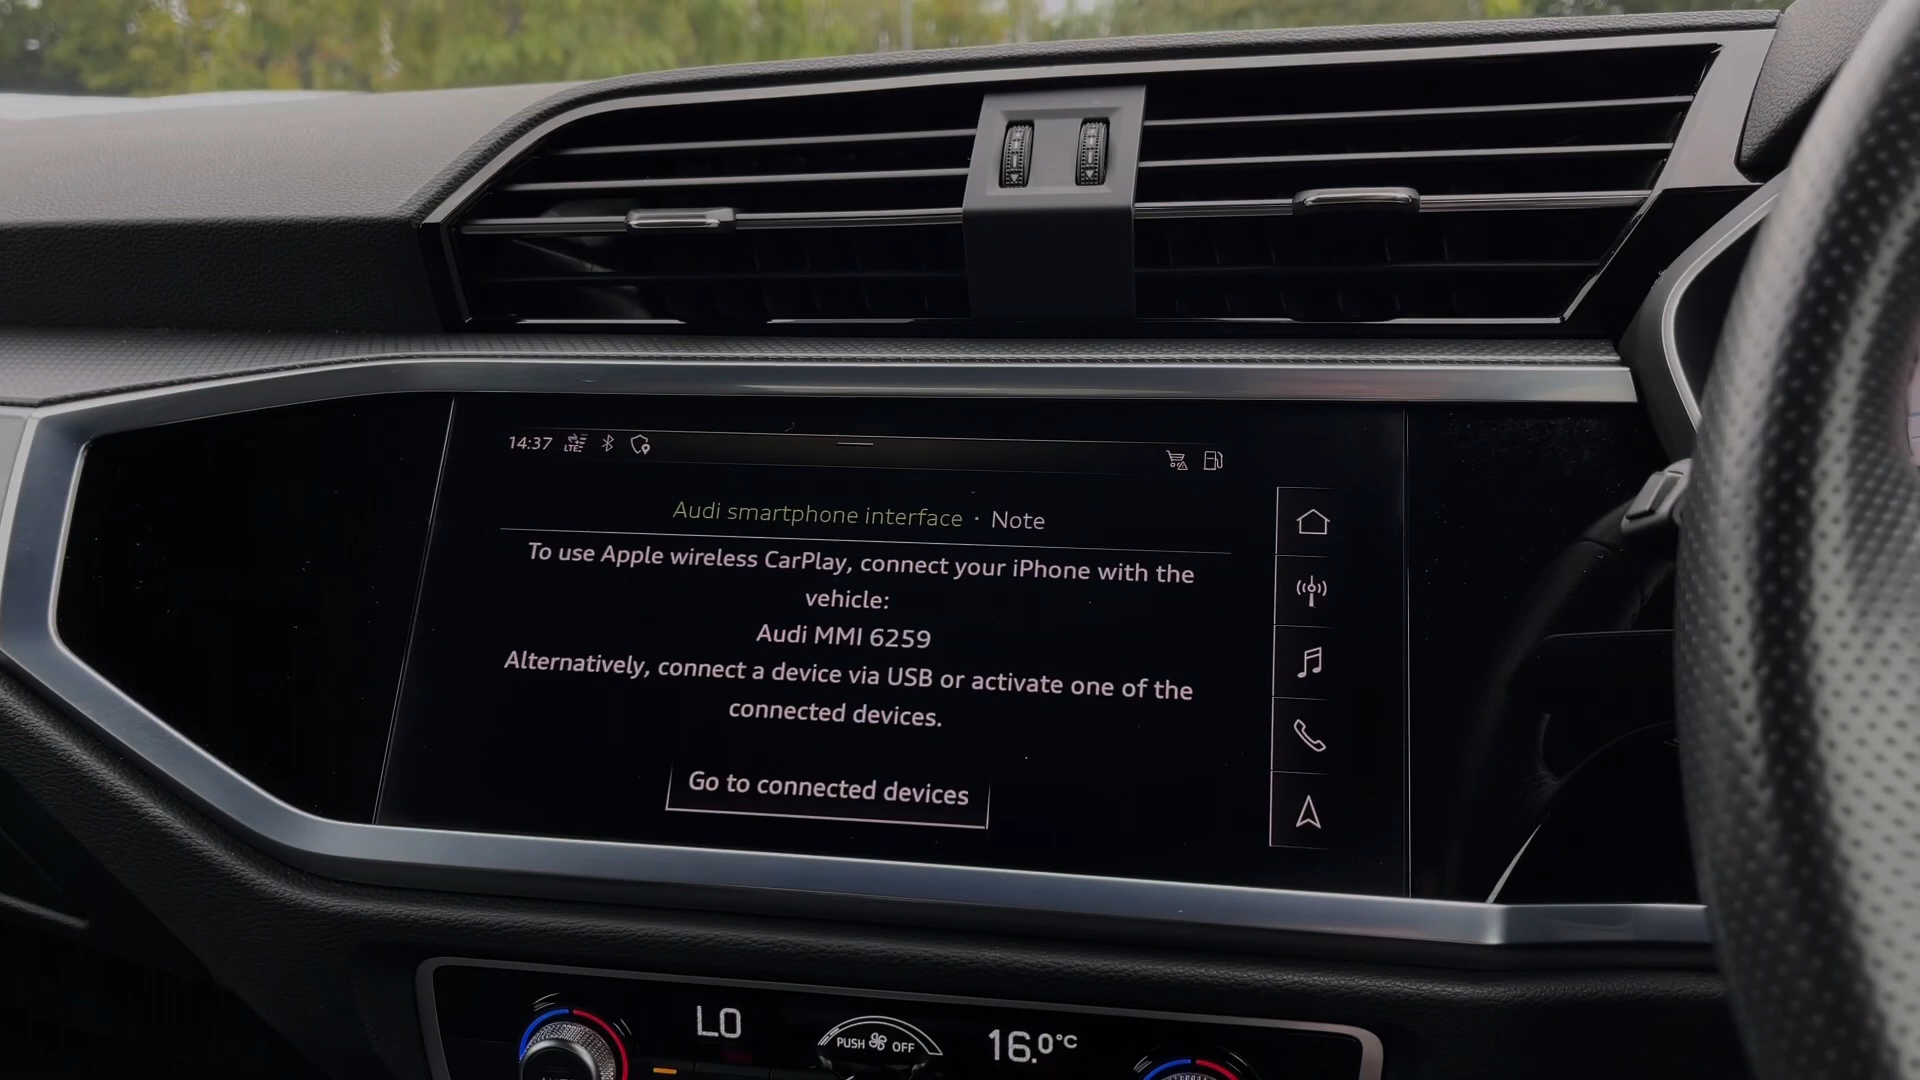 14:37 LTE
Audi smartphone interface · Note
To use Apple wireless CarPlay, connect your iPhone with the
vehicle:
Audi MMI 6259
Alternatively, connect a device via USB or activate one of the
connected devices.
Go to connected devices
LO
PUSH OFF
16.0°C